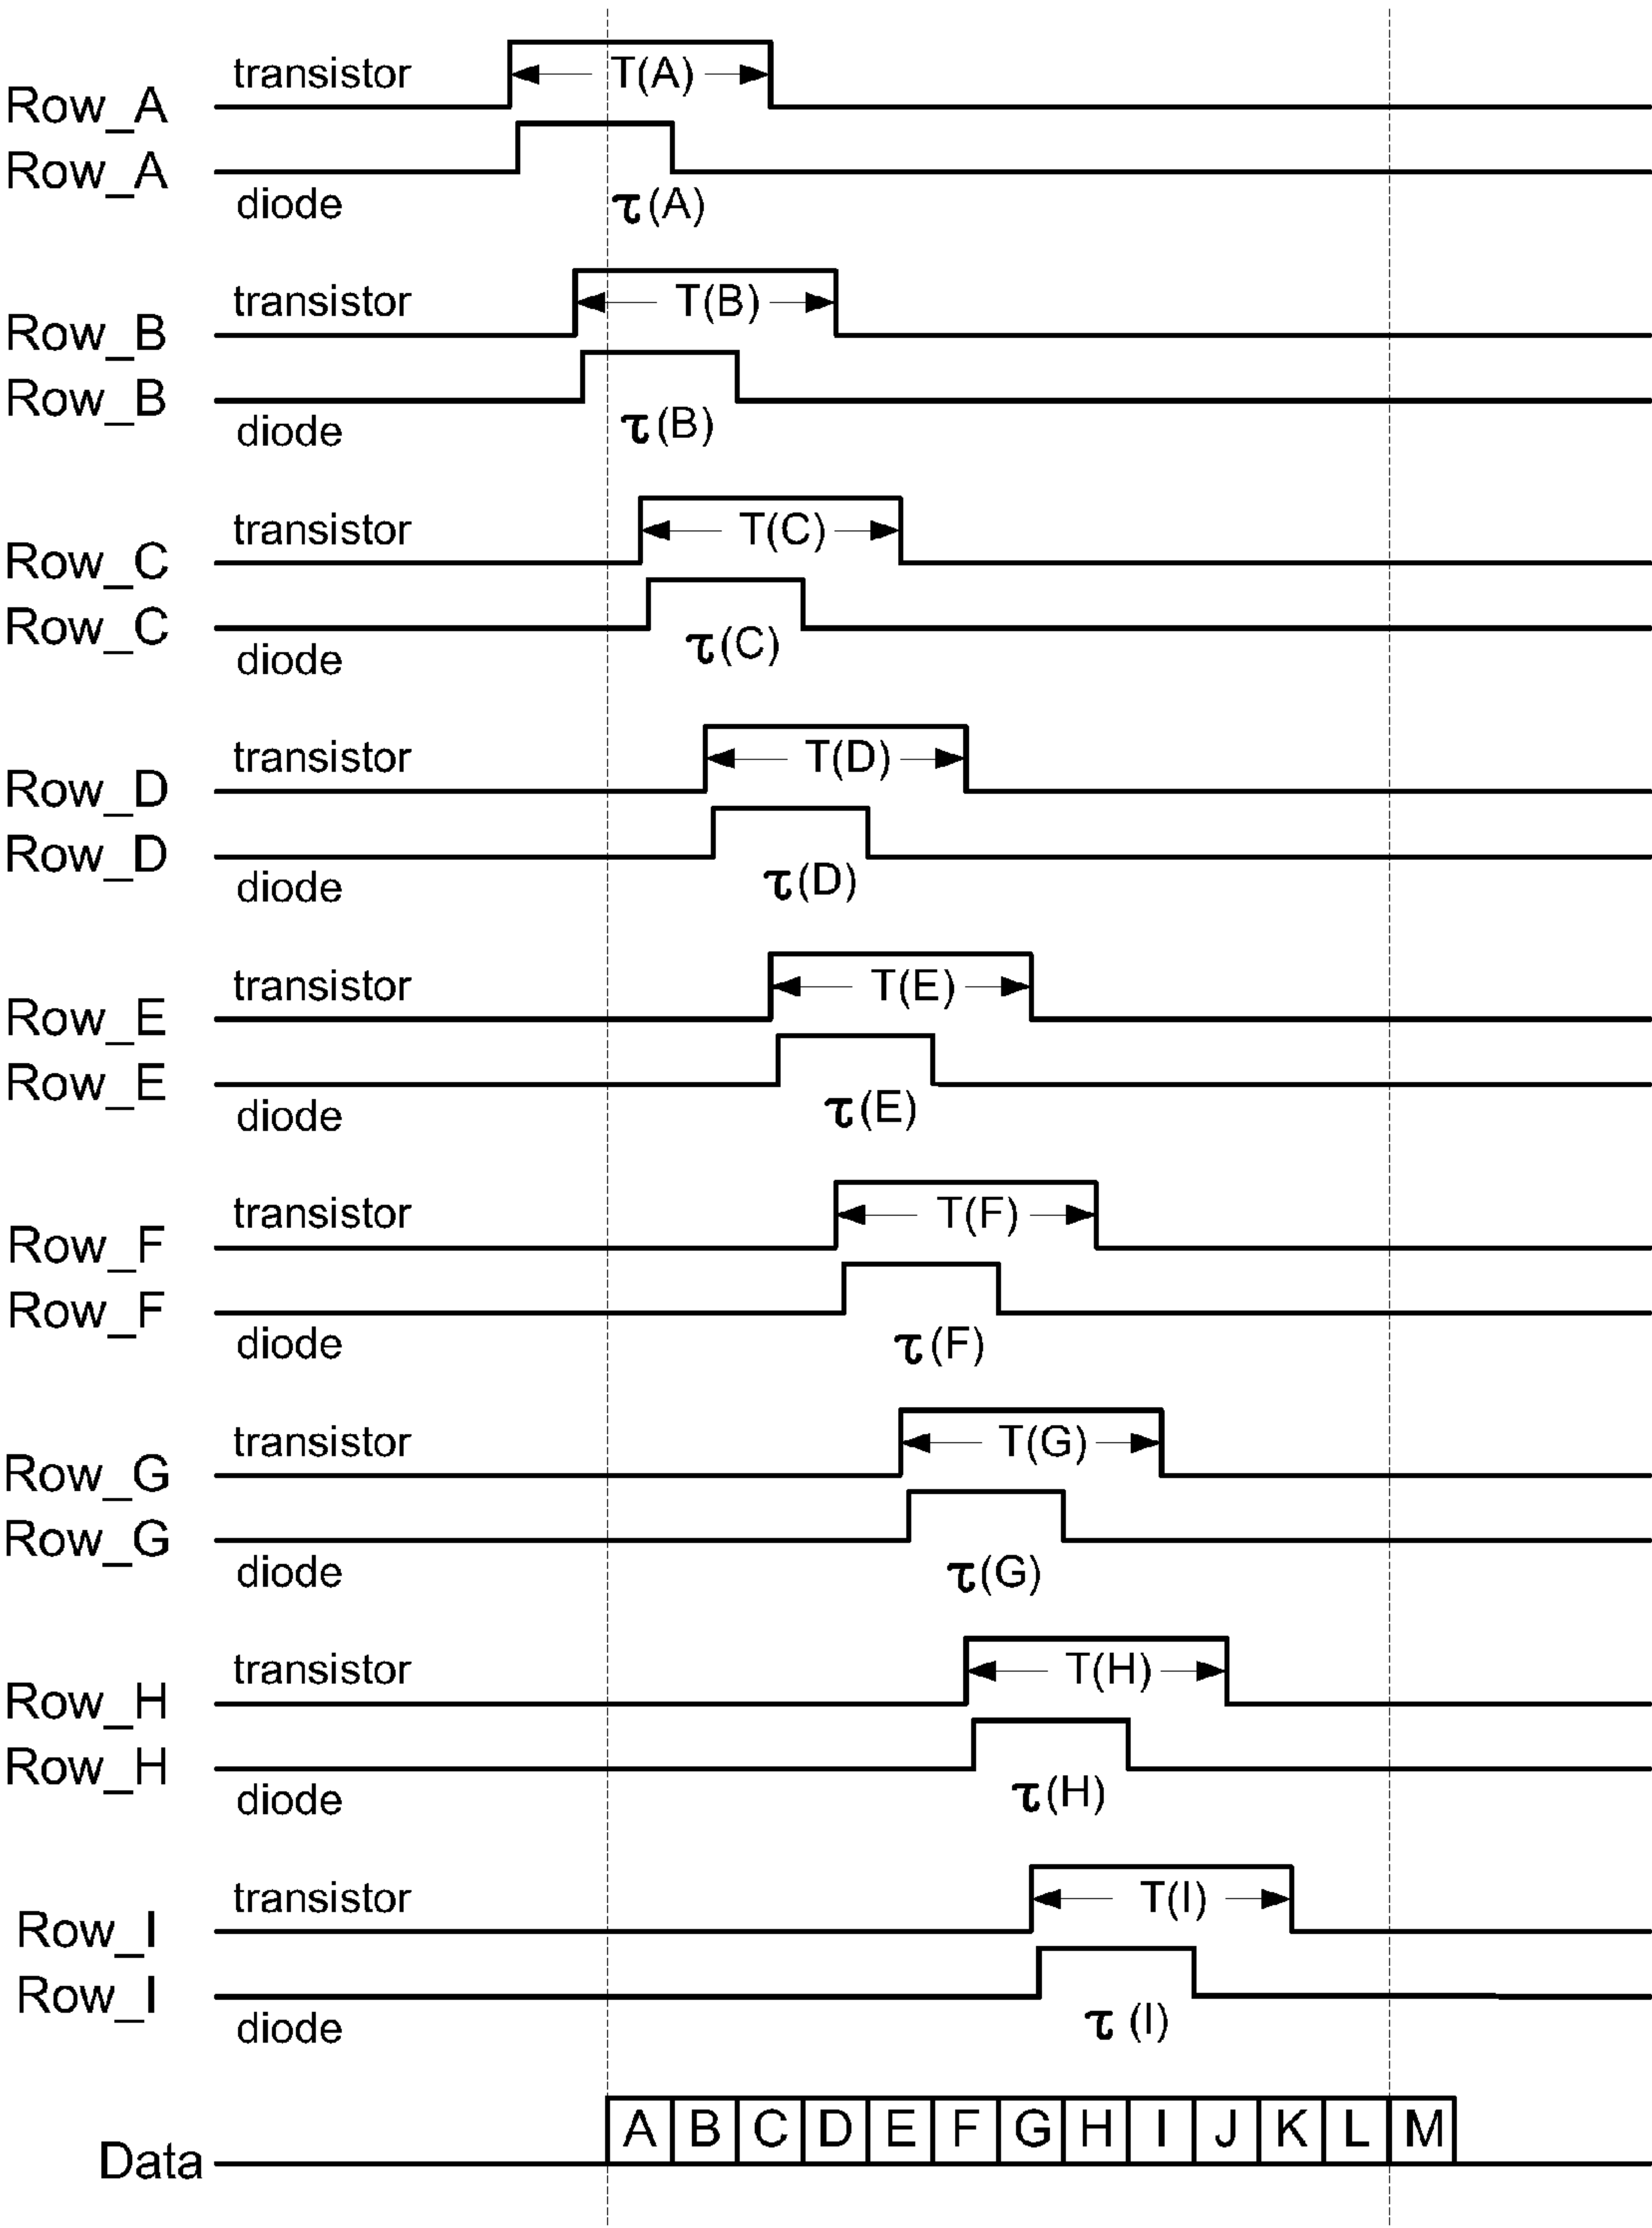 transistor
T(A)
Row_A
Row_A
diode
τ(A)
transistor
T(B)
Row_B
Row_B
diode
τ(B)
transistor
T(C)
Row_C
Row_C
diode
τ(C)
transistor
T(D)
Row_D
Row_D
diode
τ(D)
transistor
T(E)
Row_E
Row_E
diode
τ(E)
transistor
T(F)
Row_F
Row_F
diode
τ(F)
transistor
T(G)
Row_G
Row_G
diode
τ(G)
transistor
T(H)
Row_H
Row_H
diode
τ(H)
transistor
T(I)
Row_I
Row_I
diode
τ (I)
A B C D E F G H I J K L M
Data